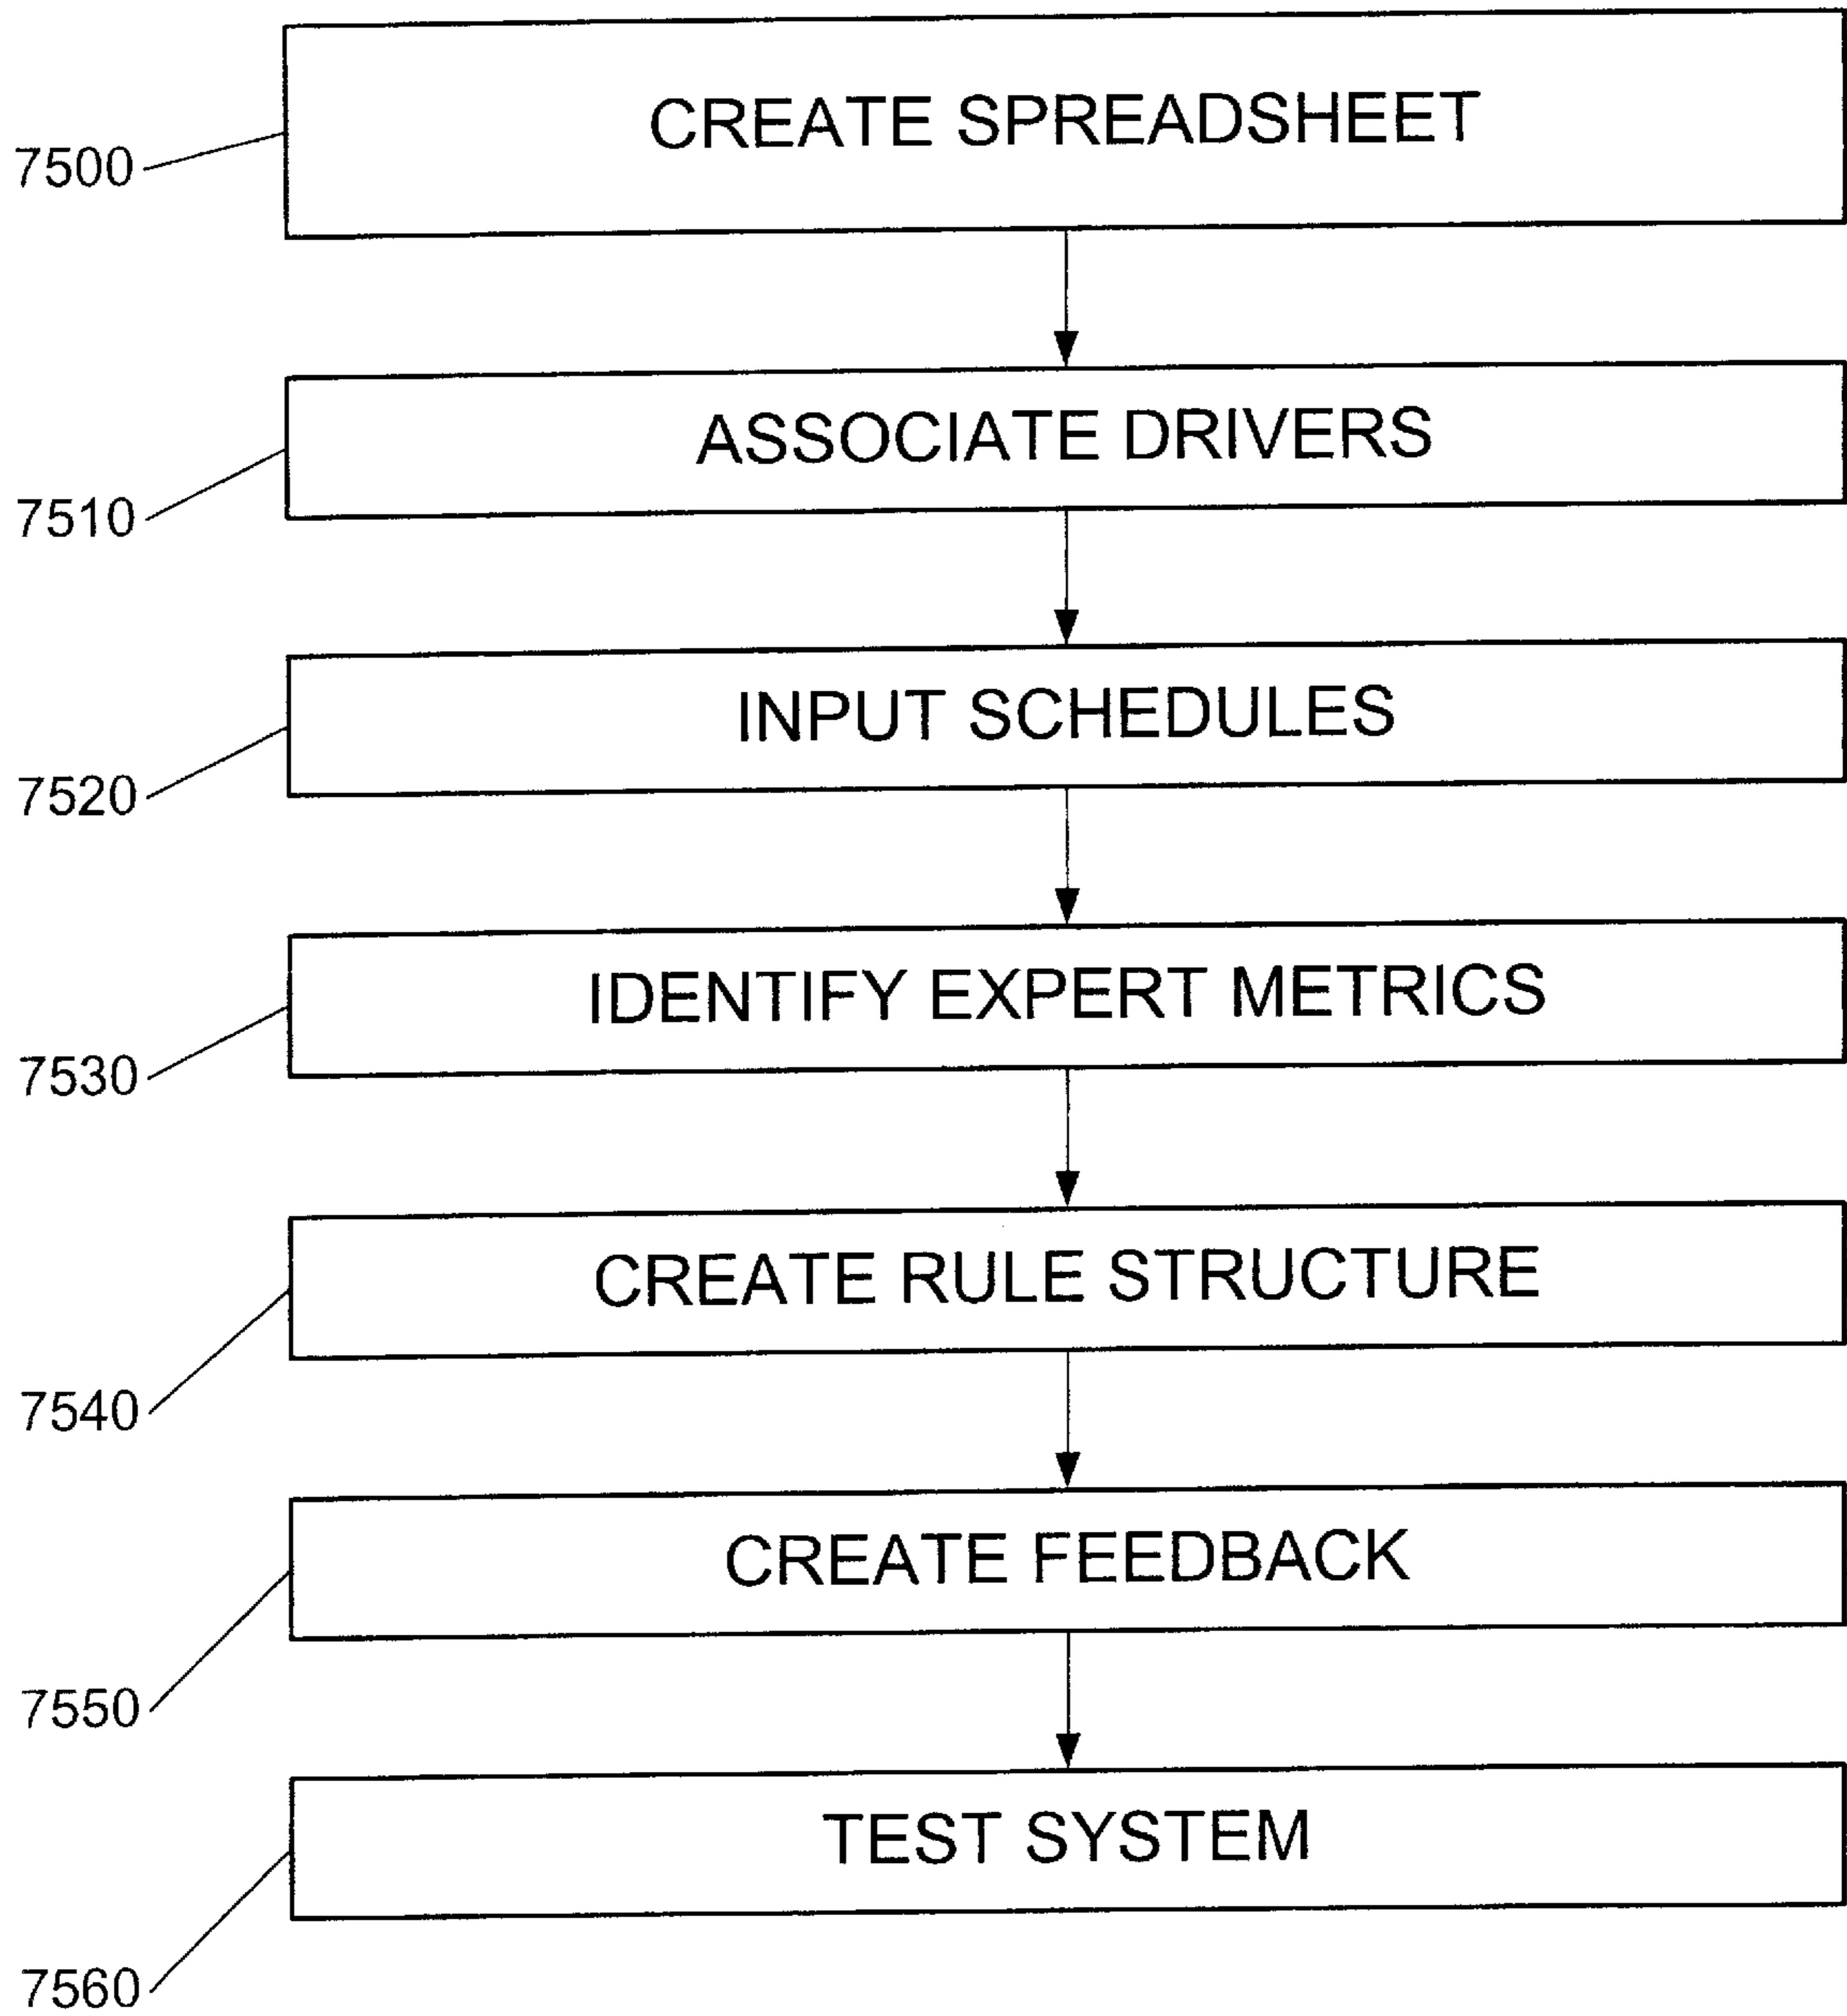 CREATE SPREADSHEET
7500
ASSOCIATE DRIVERS
7510
INPUT SCHEDULES
7520
IDENTIFY EXPERT METRICS
7530
CREATE RULE STRUCTURE
7540
CREATE FEEDBACK
7550
TEST SYSTEM
7560